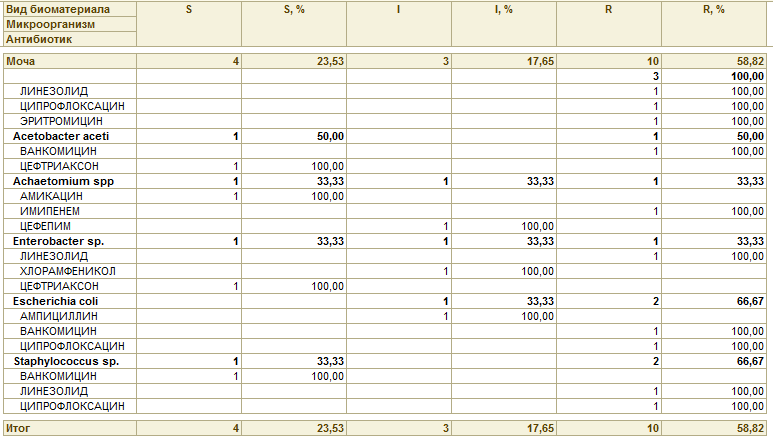 Вид биоматериала S S, % I I, % R R, %
Микроорганизм
Антибиотик
Моча 4 23,53 3 17,65 10 58,82
3 100,00
ЛИНЕЗОЛИД 1 100,00
ЦИПРОФЛОКСАЦИН 1 100,00
ЭРИТРОМИЦИН 1 100,00
Acetobacter aceti 1 50,00 1 50,00
ВАНКОМИЦИН 1 100,00
ЦЕФТРИАКСОН 1 100,00
Achaetomium spp 1 33,33 1 33,33 1 33,33
АМИКАЦИН 1 100,00
ИМИПЕНЕМ 1 100,00
ЦЕФЕПИМ 1 100,00
Enterobacter sp. 1 33,33 1 33,33 1 33,33
ЛИНЕЗОЛИД 1 100,00
ХЛОРАМФЕНИКОЛ 1 100,00
ЦЕФТРИАКСОН 1 100,00
Escherichia coli 1 33,33 2 66,67
АМПИЦИЛЛИН 1 100,00
ВАНКОМИЦИН 1 100,00
ЦИПРОФЛОКСАЦИН 1 100,00
Staphylococcus sp. 1 33,33 2 66,67
ВАНКОМИЦИН 1 100,00
ЛИНЕЗОЛИД 1 100,00
ЦИПРОФЛОКСАЦИН 1 100,00
Итог 4 23,53 3 17,65 10 58,82